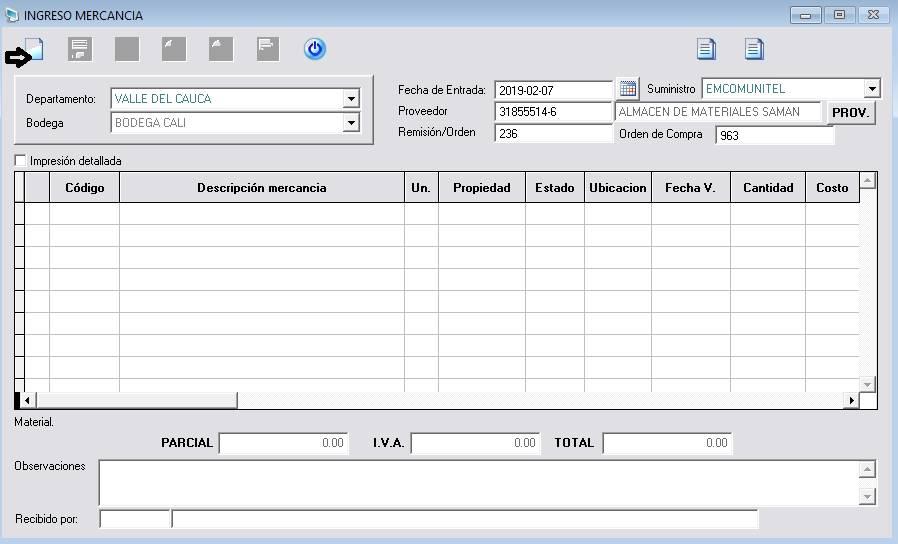 INGRESO MERCANCIA
Departamento: VALLE DEL CAUCA
Bodega BODEGA CALI
Fecha de Entrada: 2019-02-07 Suministro EMCOMUNITEL
Proveedor 31855514-6 ALMACEN DE MATERIALES SAMAN PROV.
Remisión/Orden 236 Orden de Compra 963
Impresión detallada
Código Descripción mercancia Un. Propiedad Estado Ubicacion Fecha V. Cantidad Costo
Material.
PARCIAL 0.00 I.V.A. 0.00 TOTAL 0.00
Observaciones
Recibido por: